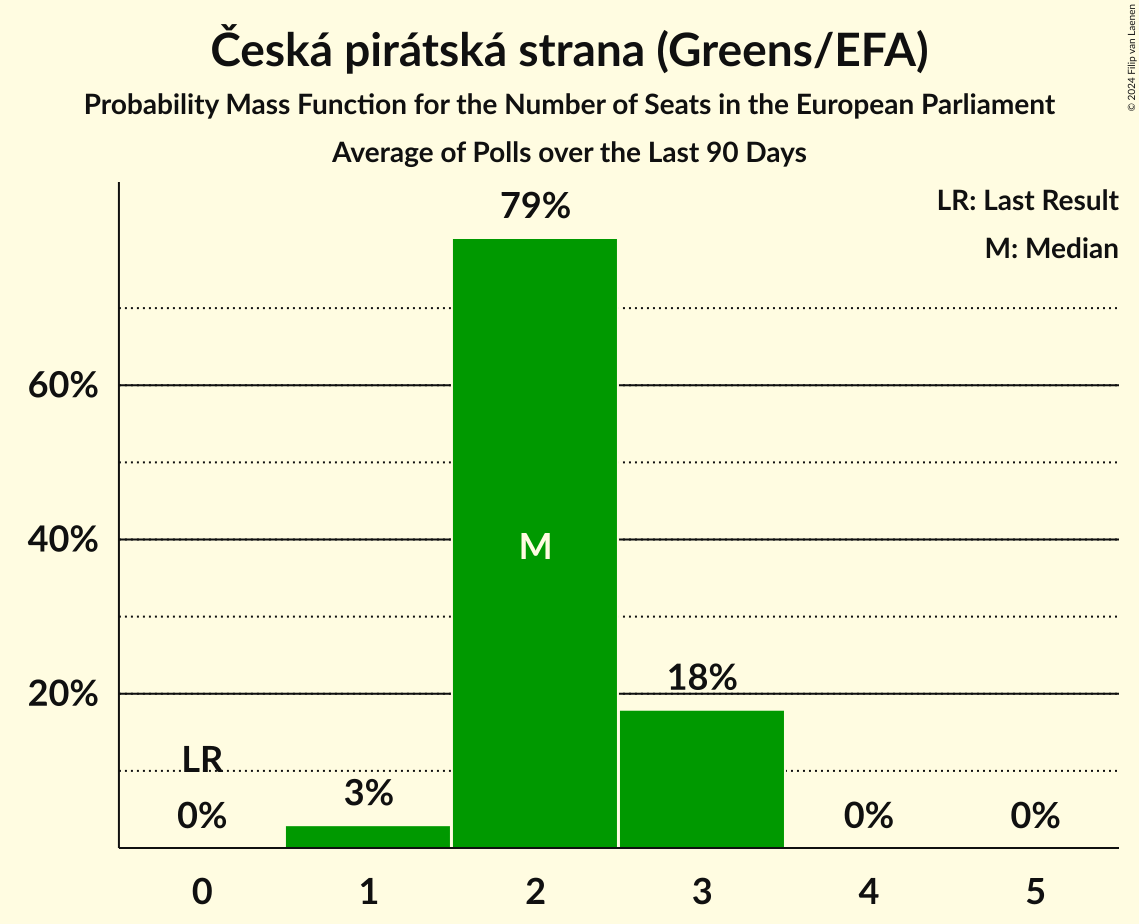 Česká pirátská strana (Greens/EFA)
Probability Mass Function for the Number of Seats in the European Parliament
Average of Polls over the Last 90 Days
© 2024 Filip van Laenen
LR: Last Result
M: Median
79%
60%
40%
20%
M
18%
LR
3%
0%
0%
0%
0
1
2
3
4
5